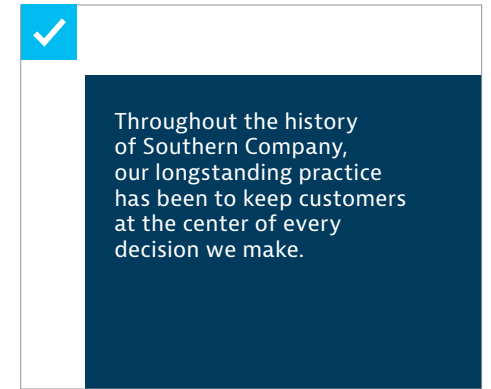 Throughout the history
of Southern Company,
our longstanding practice
has been to keep customers
at the center of every
decision we make.